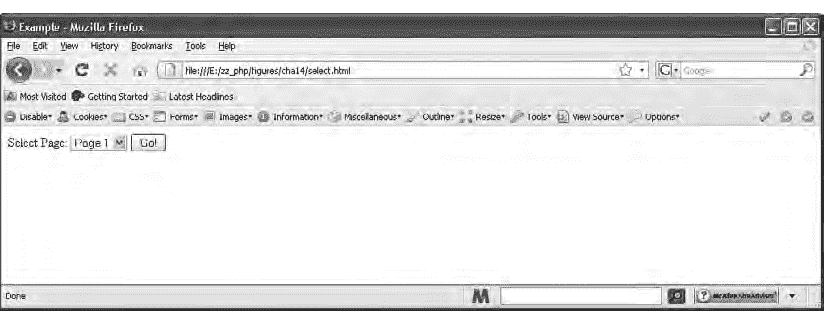 Example - Mozilla Firefox
File Edit View History Bookmarks Tools Help
file:///E:/zz_php/figures/cha14/select.html G Google
Most Visited Getting Started Latest Headlines
Disable Cookies CSS Forms Images Information Miscellaneous Outline Resize Tools View Source Options
Select Page: Page 1 Go!
Done M